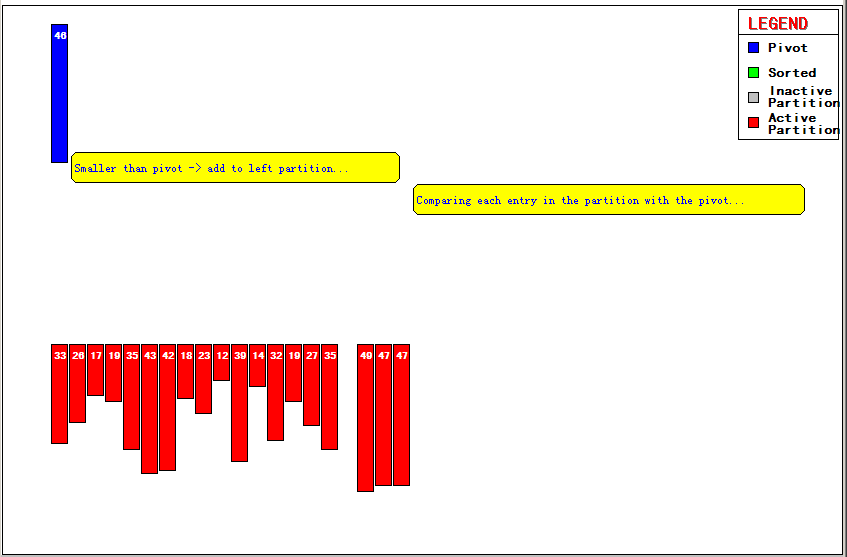 46
LEGEND
Pivot
Sorted
Inactive
Partition
Active
Partition
Smaller than pivot -> add to left partition...
Comparing each entry in the partition with the pivot...
33 26 17 19 35 43 42 18 23 12 39 14 32 19 27 35 49 47 47